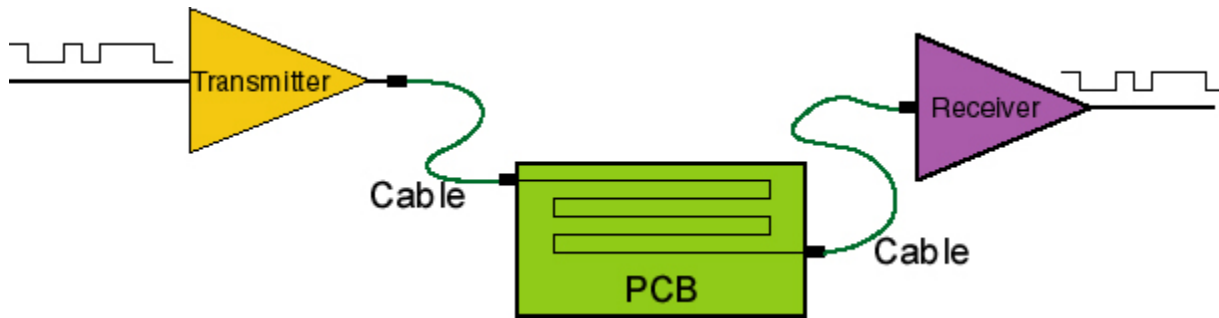 Transmitter
Cable
PCB
Cable
Receiver